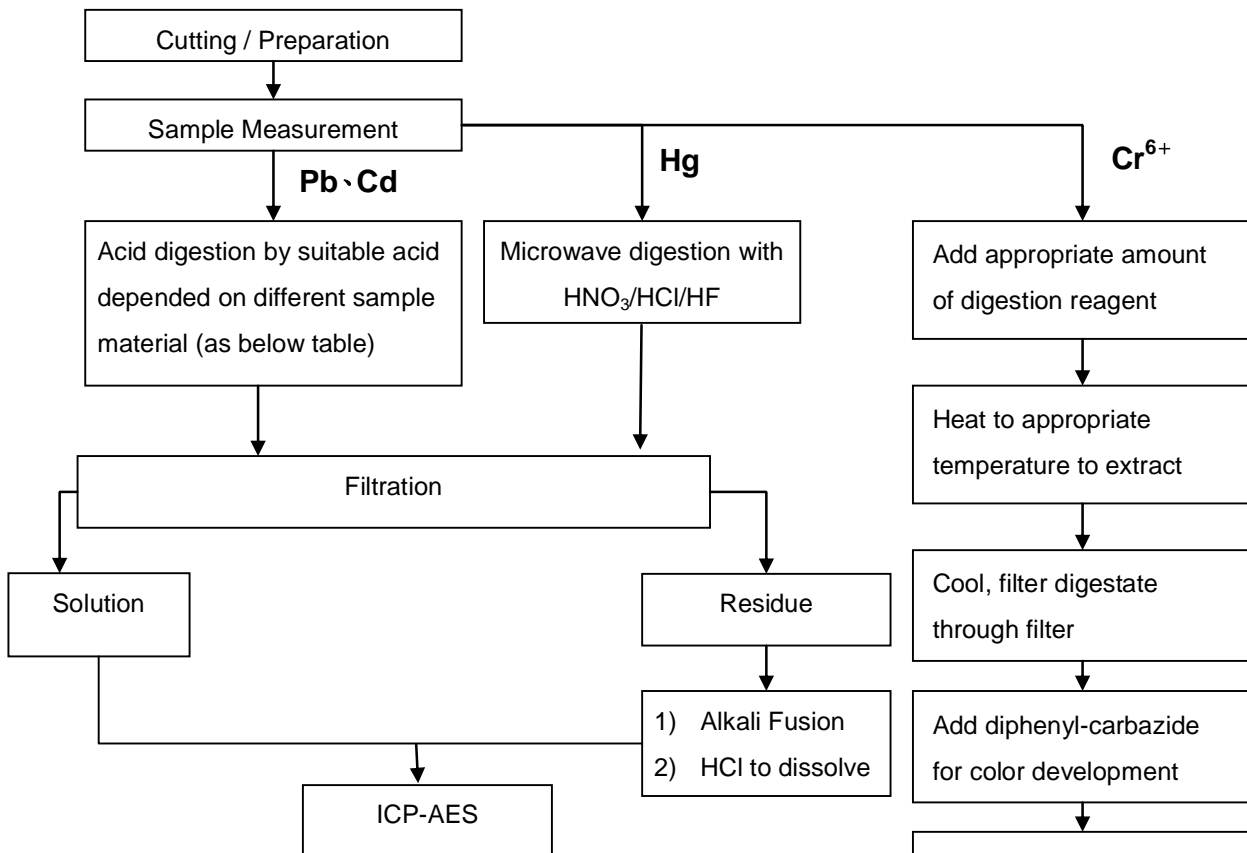 Cutting / Preparation
Sample Measurement
Pb、Cd
Hg
Cr⁶⁺
Acid digestion by suitable acid
depended on different sample
material (as below table)
Microwave digestion with
HNO₃/HCl/HF
Add appropriate amount
of digestion reagent
Heat to appropriate
temperature to extract
Filtration
Solution
Residue
Cool, filter digestate
through filter
1) Alkali Fusion
2) HCl to dissolve
Add diphenyl-carbazide
for color development
ICP-AES